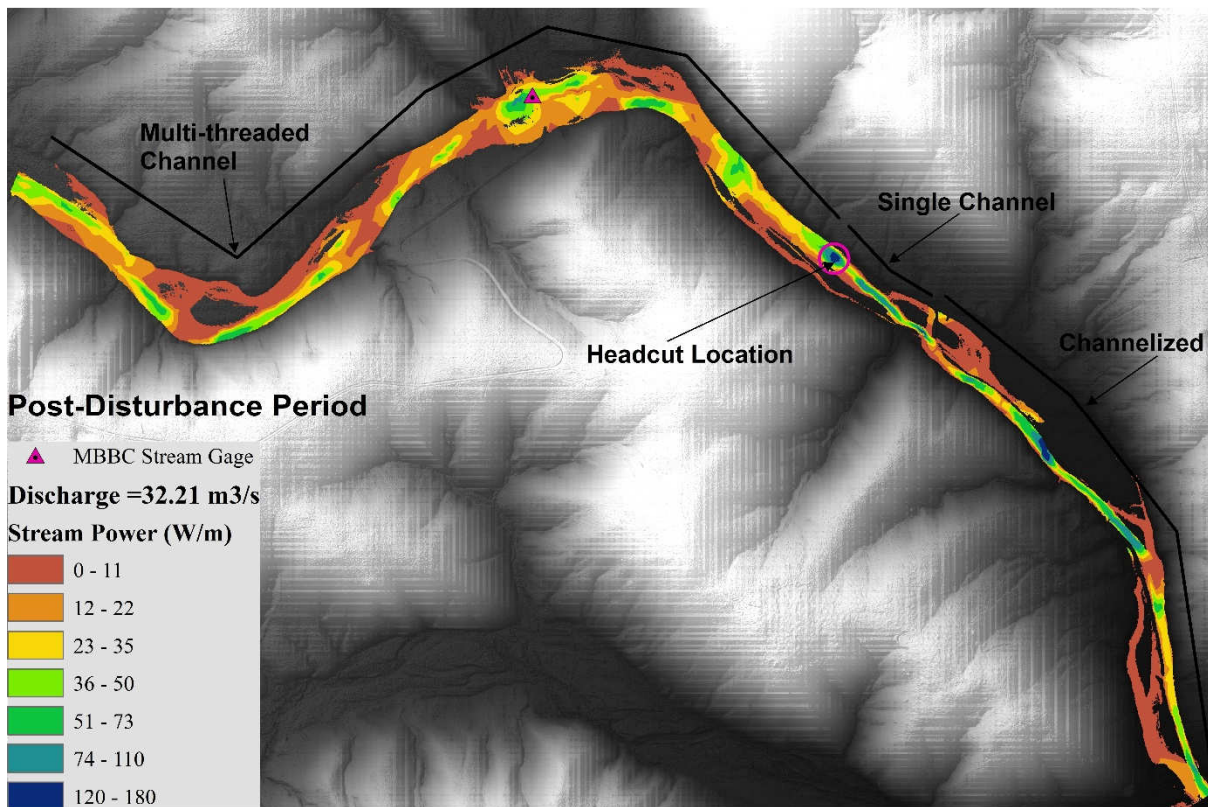 Multi-threaded
Channel
Single Channel
Headcut Location
Channelized
Post-Disturbance Period
MBBC Stream Gage
Discharge =32.21 m3/s
Stream Power (W/m)
0 - 11
12 - 22
23 - 35
36 - 50
51 - 73
74 - 110
120 - 180